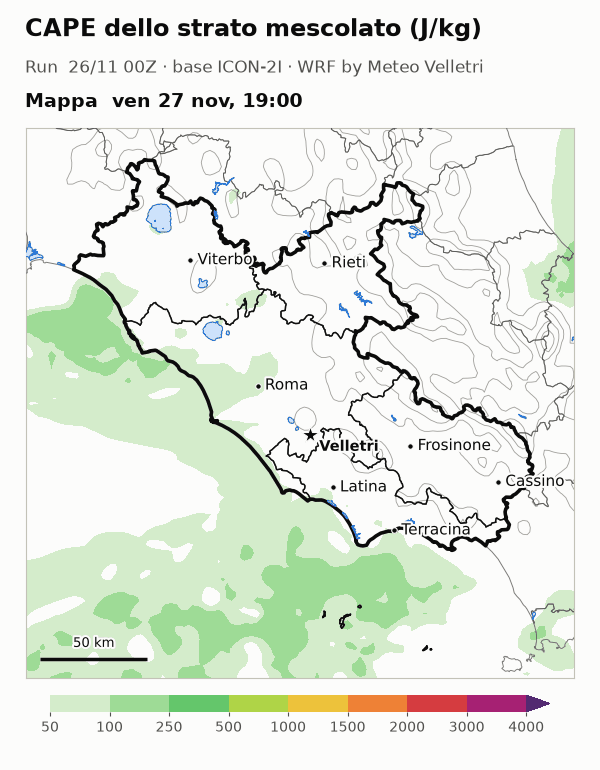 CAPE dello strato mescolato (J/kg)
Run  26/11 00Z · base ICON-2I · WRF by Meteo Velletri
Mappa  ven 27 nov, 19:00
Viterbo
Rieti
Roma
Velletri
Frosinone
Cassino
Latina
Terracina
50 km
50 100 250 500 1000 1500 2000 3000 4000